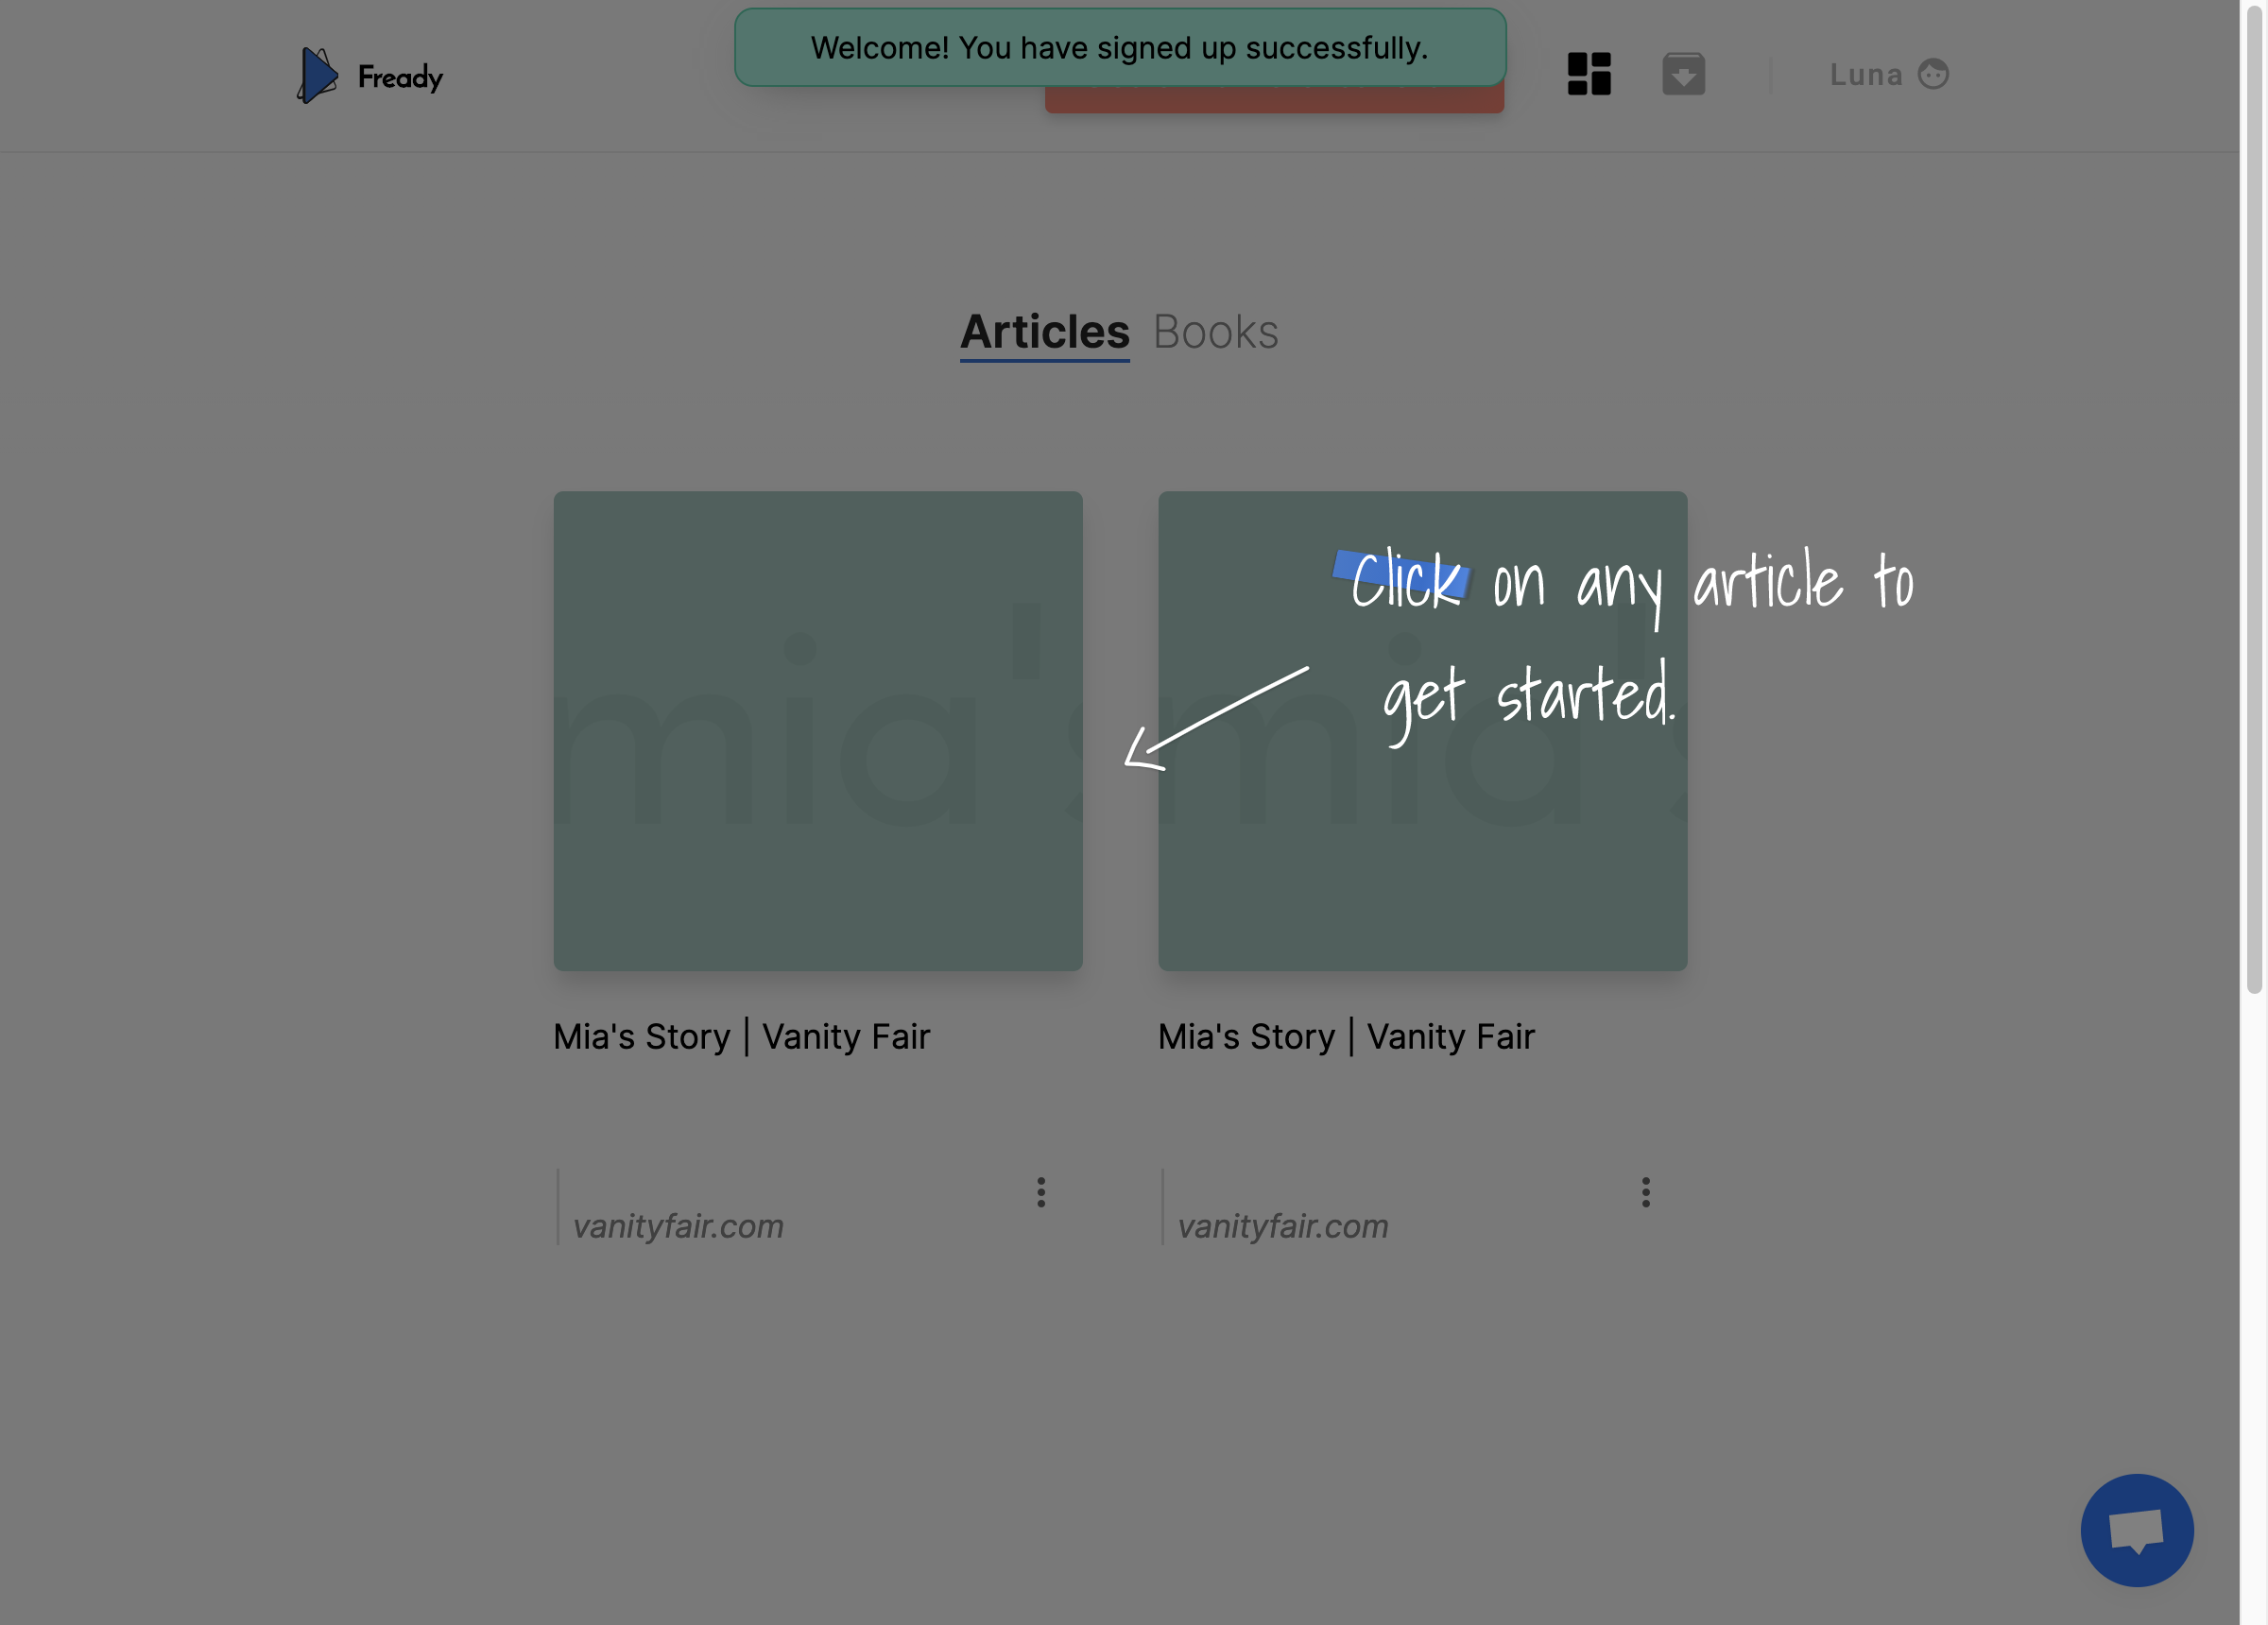 Welcome! You have signed up successfully.
Fready
Luna
Articles Books
Click on any article to
get started.
mia's
mia's
Mia's Story | Vanity Fair
Mia's Story | Vanity Fair
vanityfair.com
vanityfair.com